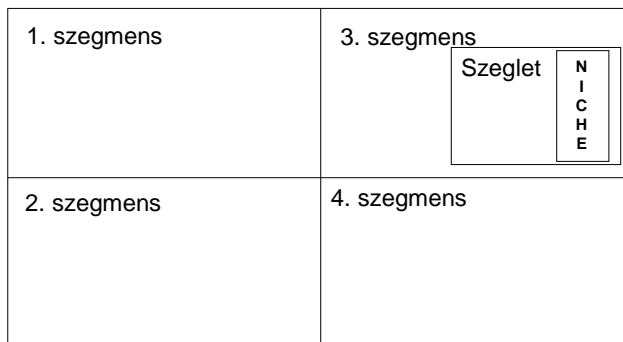 1. szegmens
3. szegmens
Szeglet
N
I
C
H
E
2. szegmens
4. szegmens